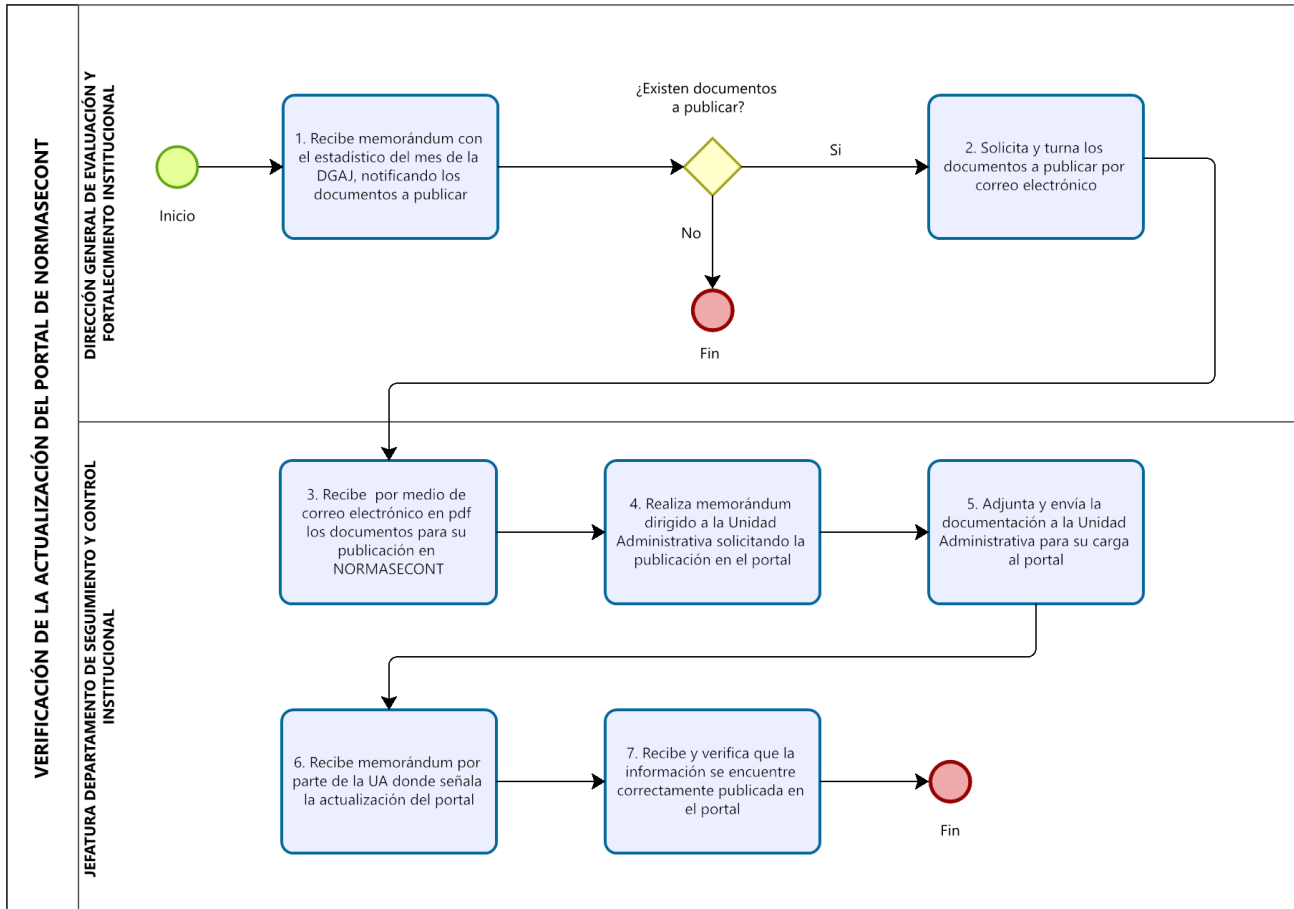 VERIFICACIÓN DE LA ACTUALIZACIÓN DEL PORTAL DE NORMASECONT
DIRECCIÓN GENERAL DE EVALUACIÓN Y
FORTALECIMIENTO INSTITUCIONAL
Inicio
1. Recibe memorándum con
el estadístico del mes de la
DGAJ, notificando los
documentos a publicar
¿Existen documentos
a publicar?
Si
No
Fin
2. Solicita y turna los
documentos a publicar por
correo electrónico
JEFATURA DEPARTAMENTO DE SEGUIMIENTO Y CONTROL
INSTITUCIONAL
3. Recibe  por medio de
correo electrónico en pdf
los documentos para su
publicación en
NORMASECONT
4. Realiza memorándum
dirigido a la Unidad
Administrativa solicitando la
publicación en el portal
5. Adjunta y envía la
documentación a la Unidad
Administrativa para su carga
al portal
6. Recibe memorándum por
parte de la UA donde señala
la actualización del portal
7. Recibe y verifica que la
información se encuentre
correctamente publicada en
el portal
Fin